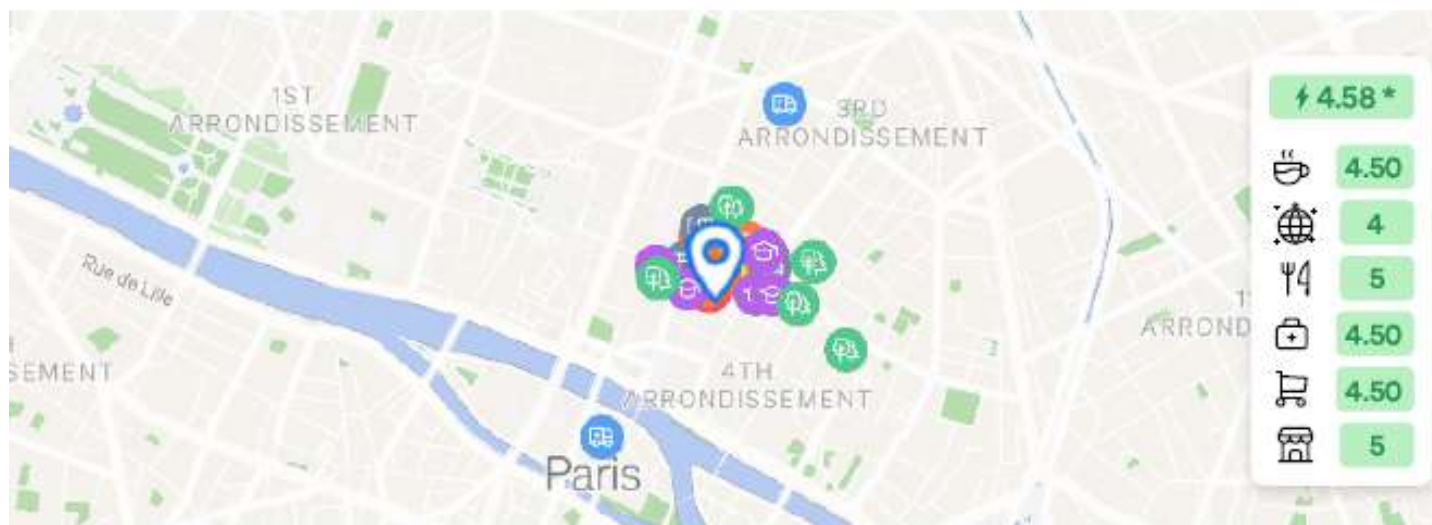 1ST
ARRONDISSEMENT
3RD
ARRONDISSEMENT
4.58 *
4.50
4
5
4.50
4.50
5
Rue de Lille
SEMENT
4TH
ARRONDISSEMENT
ARROND
Paris